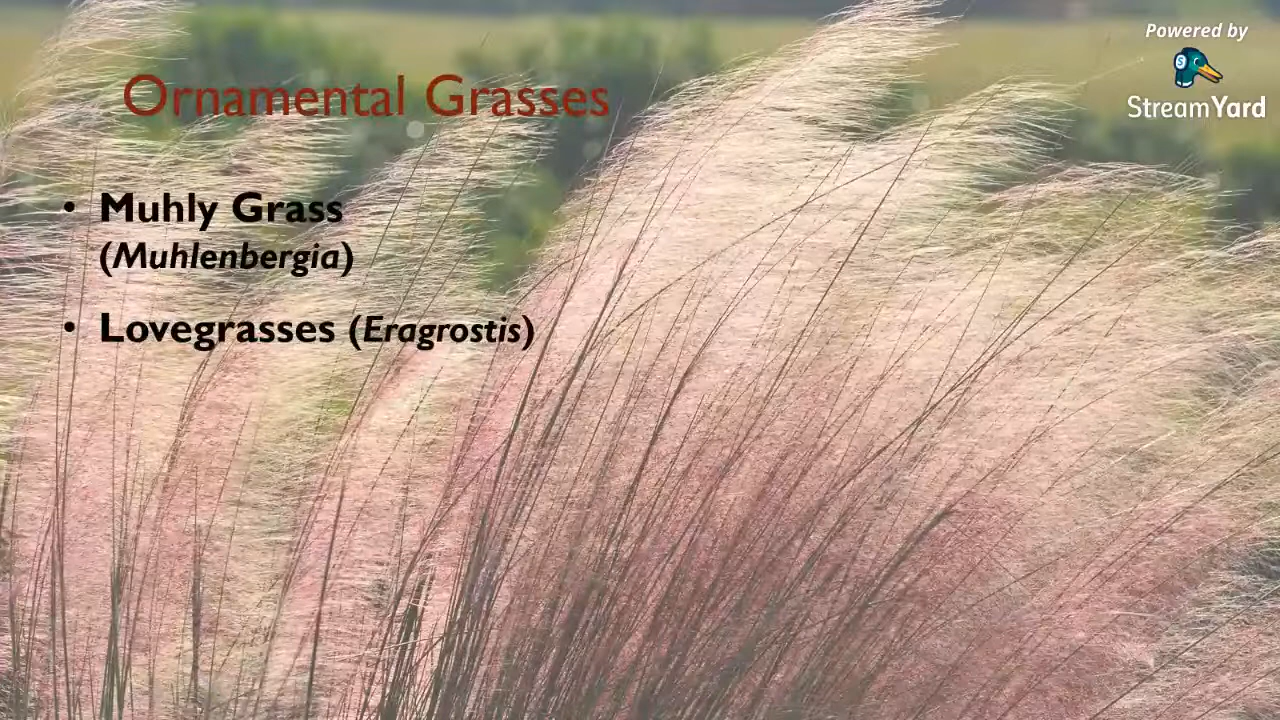 Powered by
StreamYard
Ornamental Grasses
• Muhly Grass
(Muhlenbergia)
• Lovegrasses (Eragrostis)